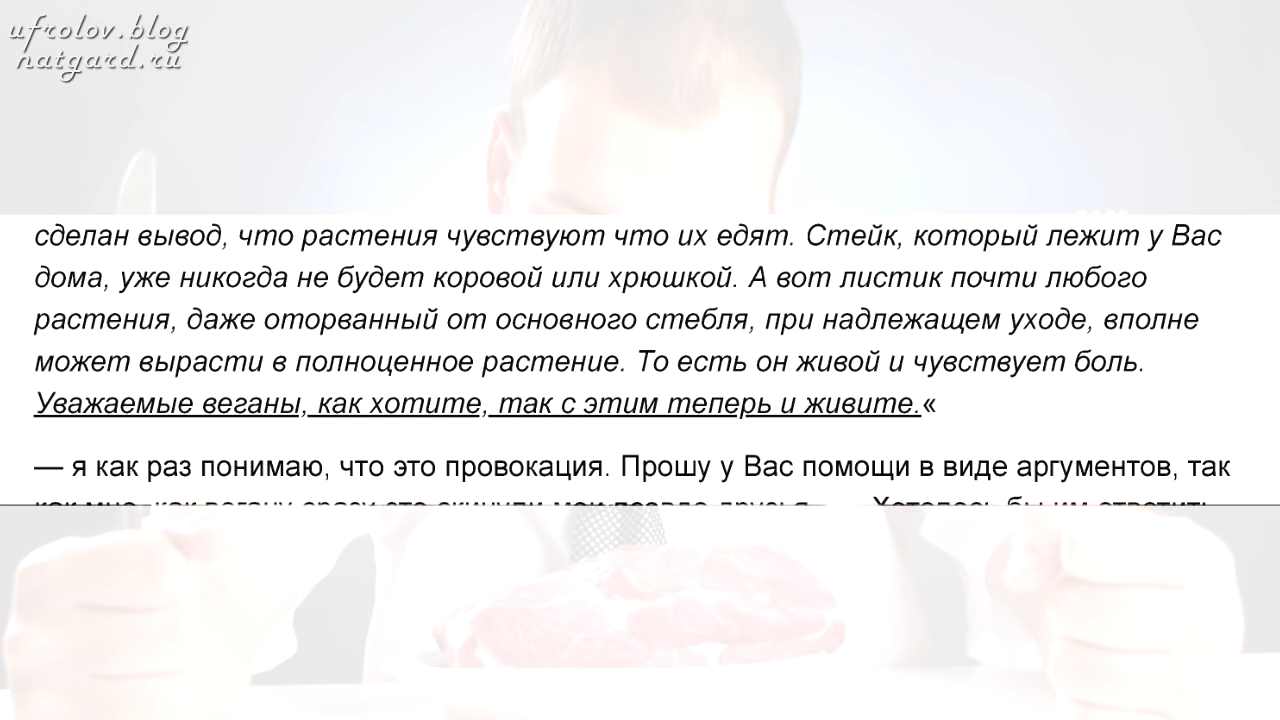 ufrolov.blog
natgard.ru
сделан вывод, что растения чувствуют что их едят. Стейк, который лежит у Вас
дома, уже никогда не будет коровой или хрюшкой. А вот листик почти любого
растения, даже оторванный от основного стебля, при надлежащем уходе, вполне
может вырасти в полноценное растение. То есть он живой и чувствует боль.
Уважаемые веганы, как хотите, так с этим теперь и живите.«
— я как раз понимаю, что это провокация. Прошу у Вас помощи в виде аргументов, так